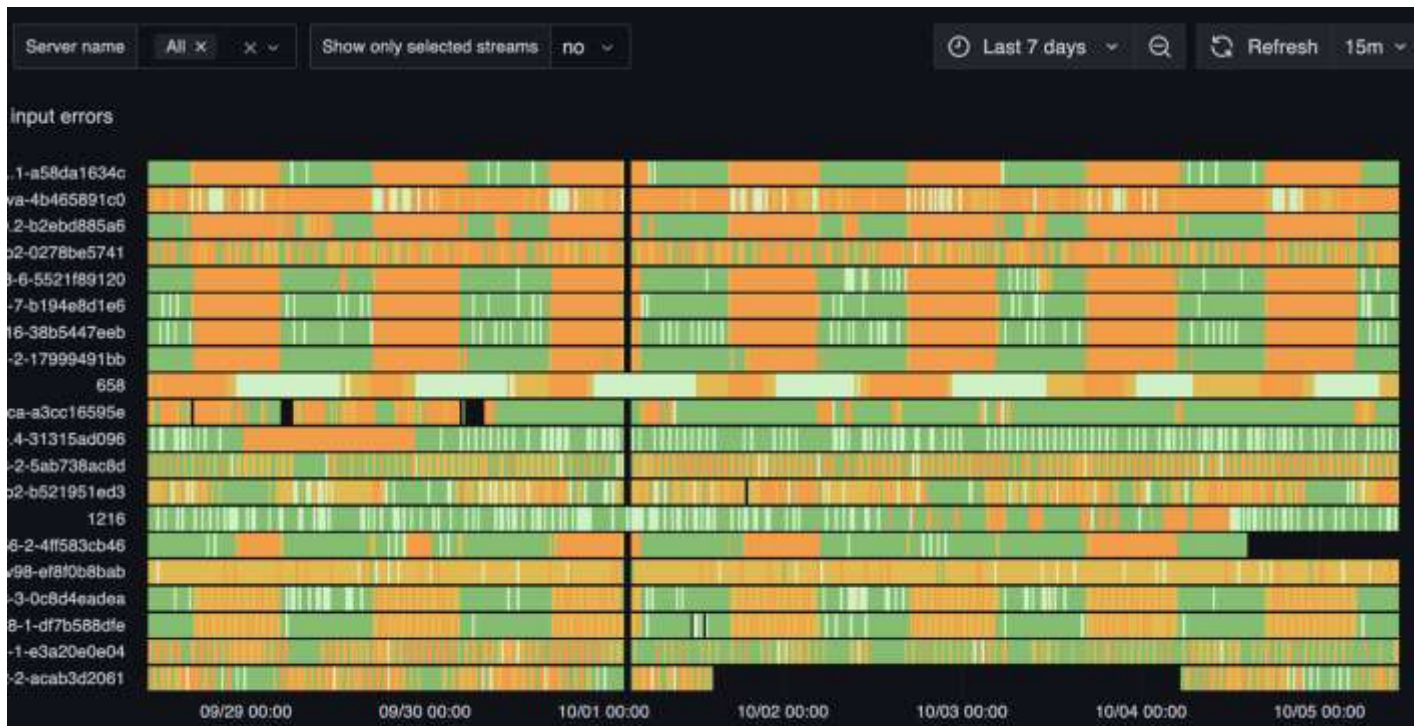 Server name All × × Show only selected streams no Last 7 days Refresh 15m
input errors
.1-a58da1634c
va-4b465891c0
.2-b2ebd885a6
b2-0278be5741
3-6-5521f89120
-7-b194e8d1e6
16-38b5447eeb
-2-17999491bb
658
ca-a3cc16595e
.4-31315ad096
-2-5ab738ac8d
b2-b521951ed3
1216
6-2-4ff583cb46
v98-ef8f0b8bab
-3-0c8d4eadea
8-1-df7b588dfe
-1-e3a20e0e04
-2-acab3d2061
09/29 00:00 09/30 00:00 10/01 00:00 10/02 00:00 10/03 00:00 10/04 00:00 10/05 00:00